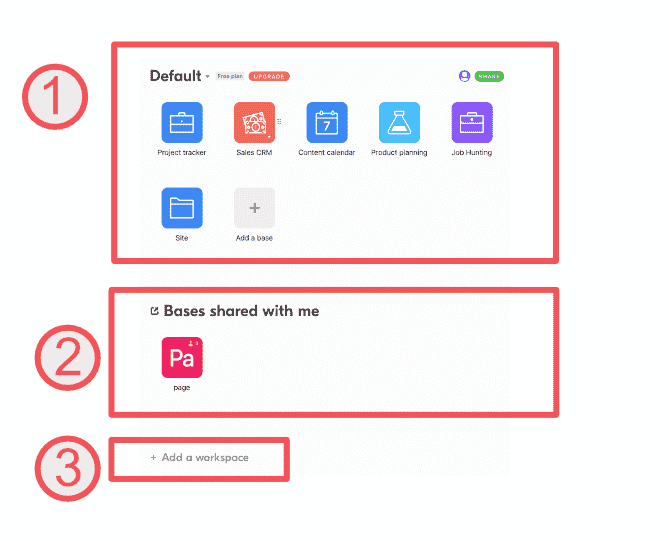 1
Default Free plan UPGRADE SHARE
7
Project tracker Sales CRM Content calendar Product planning Job Hunting
+
Site Add a base
2
Bases shared with me
Pa
page
3
+ Add a workspace